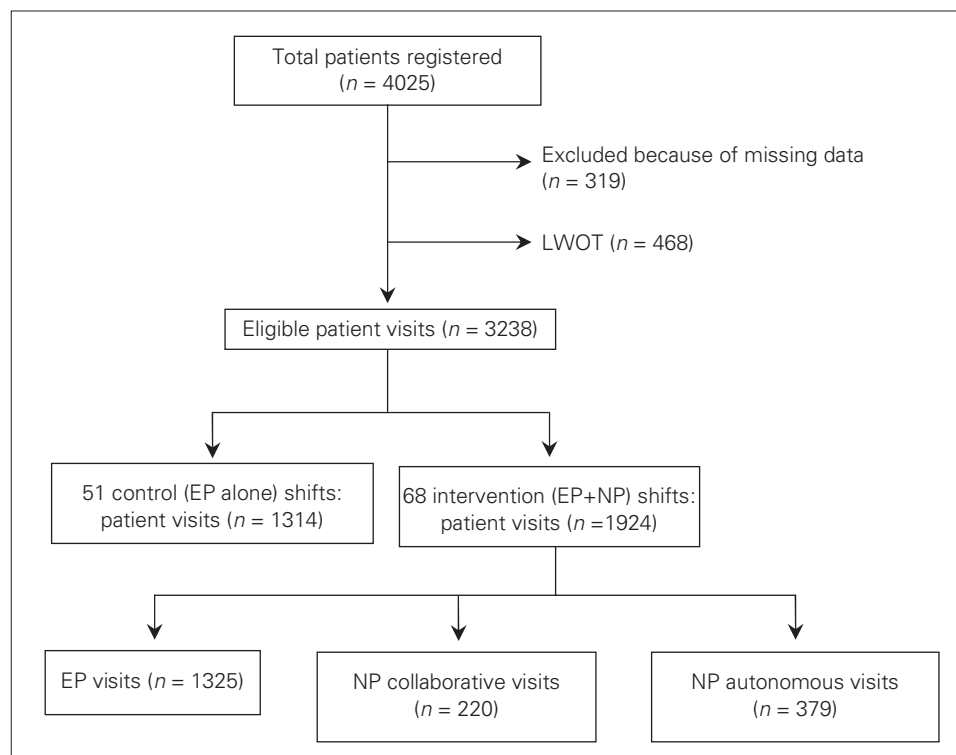 Total patients registered
(n = 4025)
Excluded because of missing data
(n = 319)
LWOT (n = 468)
Eligible patient visits (n = 3238)
51 control (EP alone) shifts:
patient visits (n = 1314)
68 intervention (EP+NP) shifts:
patient visits (n =1924)
EP visits (n = 1325)
NP collaborative visits
(n = 220)
NP autonomous visits
(n = 379)